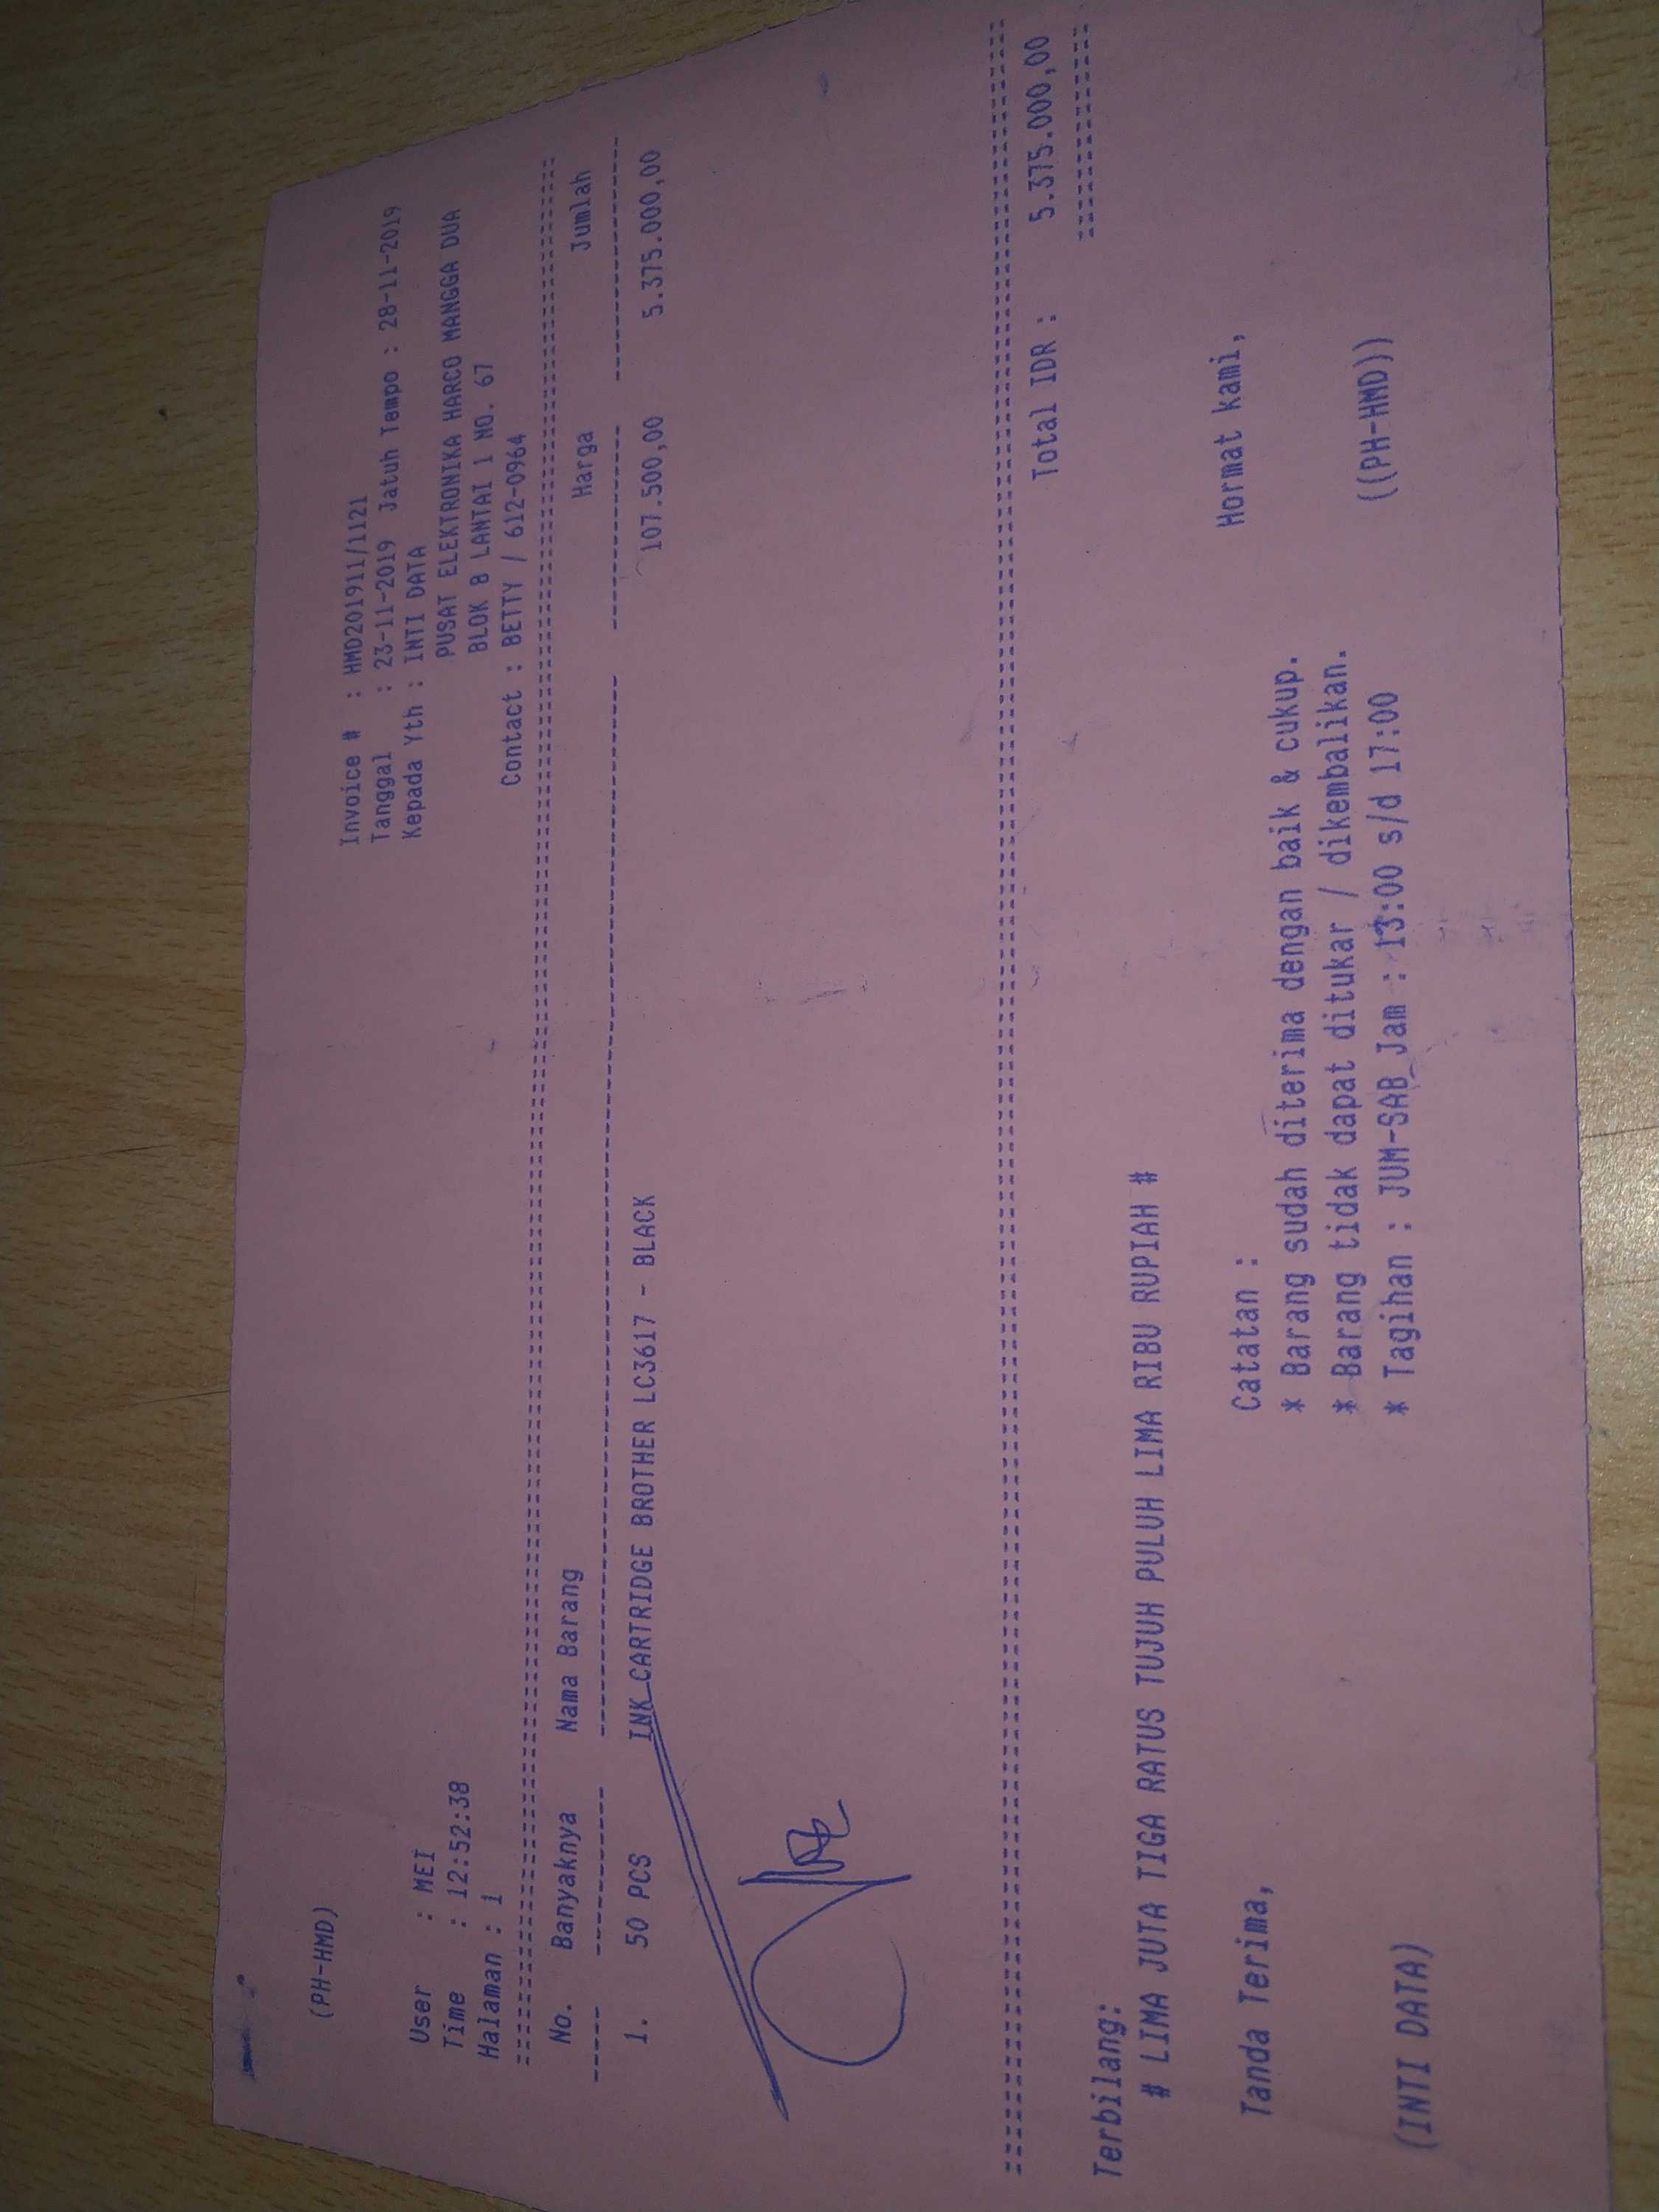 (PH-HMD)
Invoice # : HMD201911/1121
Tanggal : 23-11-2019 Jatuh Tempo : 28-11-2019
Kepada Yth : INTI DATA
PUSAT ELEKTRONIKA HARCO MANGGA DUA
BLOK B LANTAI 1 NO. 67
Contact : BETTY / 612-0964
User : MEI
Time : 12:52:38
Halaman : 1
No. Banyaknya Nama Barang Harga Jumlah
1. 50 PCS INK CARTRIDGE BROTHER LC3617 - BLACK 107.500,00 5.375.000,00
Total IDR : 5.375.000,00
Terbilang:
# LIMA JUTA TIGA RATUS TUJUH PULUH LIMA RIBU RUPIAH #
Tanda Terima,
Catatan :
* Barang sudah diterima dengan baik & cukup.
* Barang tidak dapat ditukar / dikembalikan.
* Tagihan : JUM-SAB Jam : 13:00 s/d 17:00
Hormat kami,
(INTI DATA)
((PH-HMD))